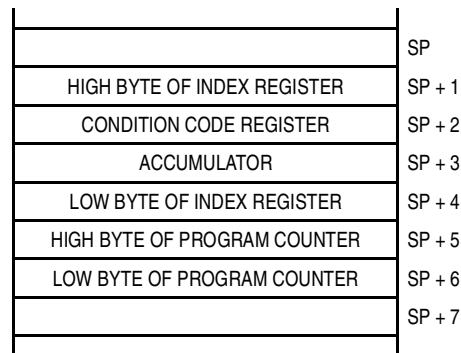 SP
HIGH BYTE OF INDEX REGISTER SP + 1
CONDITION CODE REGISTER SP + 2
ACCUMULATOR SP + 3
LOW BYTE OF INDEX REGISTER SP + 4
HIGH BYTE OF PROGRAM COUNTER SP + 5
LOW BYTE OF PROGRAM COUNTER SP + 6
SP + 7